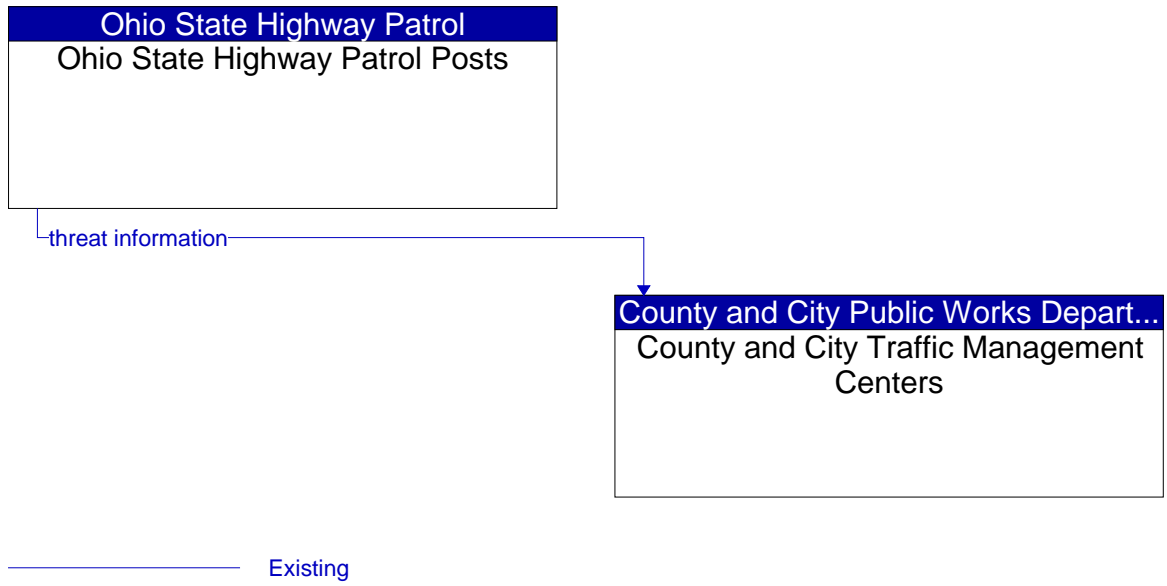 Ohio State Highway Patrol
Ohio State Highway Patrol Posts
threat information
County and City Public Works Depart...
County and City Traffic Management
Centers
Existing